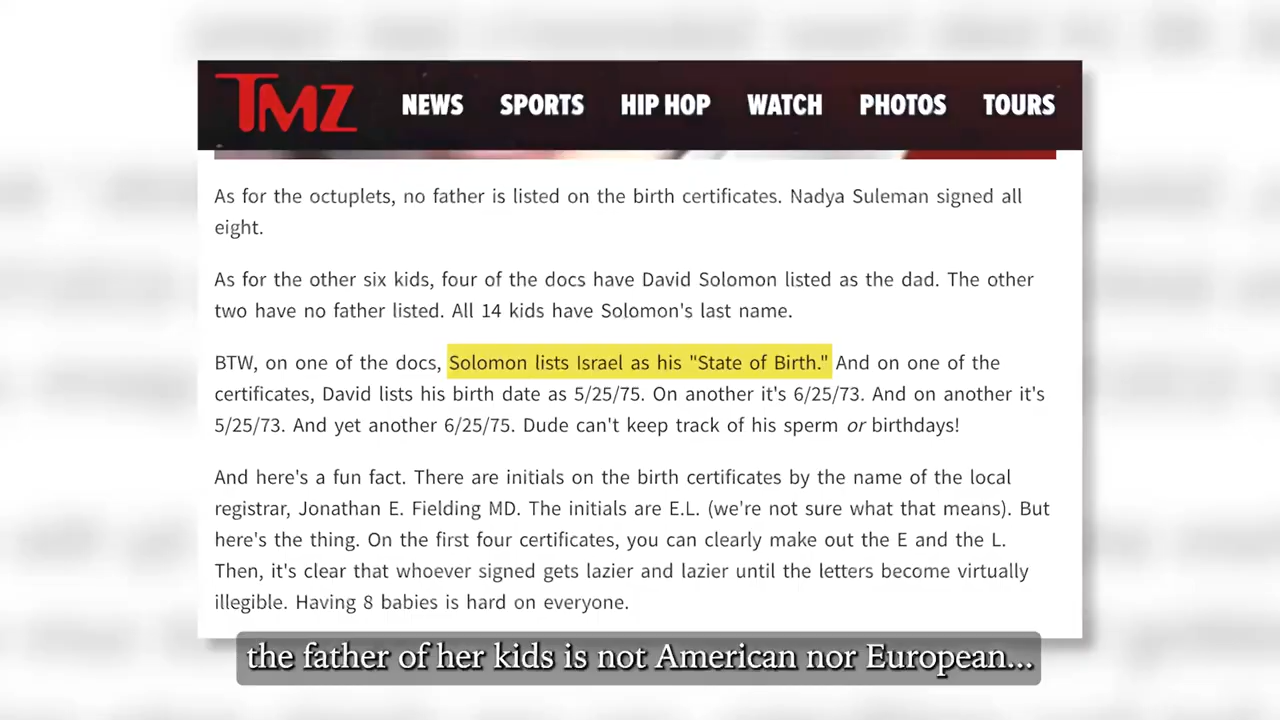 TMZ NEWS SPORTS HIP HOP WATCH PHOTOS TOURS
As for the octuplets, no father is listed on the birth certificates. Nadya Suleman signed all
eight.
As for the other six kids, four of the docs have David Solomon listed as the dad. The other
two have no father listed. All 14 kids have Solomon's last name.
BTW, on one of the docs, Solomon lists Israel as his "State of Birth." And on one of the
certificates, David lists his birth date as 5/25/75. On another it's 6/25/73. And on another it's
5/25/73. And yet another 6/25/75. Dude can't keep track of his sperm or birthdays!
And here's a fun fact. There are initials on the birth certificates by the name of the local
registrar, Jonathan E. Fielding MD. The initials are E.L. (we're not sure what that means). But
here's the thing. On the first four certificates, you can clearly make out the E and the L.
Then, it's clear that whoever signed gets lazier and lazier until the letters become virtually
illegible. Having 8 babies is hard on everyone.
the father of her kids is not American nor European...